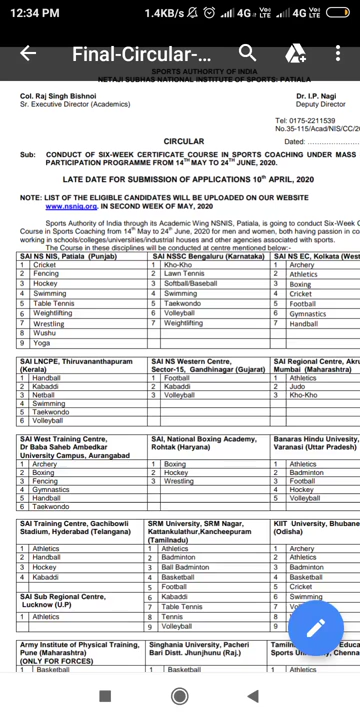 12:34 PM
1.4KB/s 4G VoLTE 4G VoLTE
Final-Circular-...
SPORTS AUTHORITY OF INDIA
NETAJI SUBHAS NATIONAL INSTITUTE OF SPORTS: PATIALA
Col. Raj Singh Bishnoi Dr. I.P. Nagi
Sr. Executive Director (Academics) Deputy Director
Tel: 0175-2211539
No.35-115/Acad/NIS/CC/20
CIRCULAR Dated: .....................
Sub: CONDUCT OF SIX-WEEK CERTIFICATE COURSE IN SPORTS COACHING UNDER MASS
PARTICIPATION PROGRAMME FROM 14TH MAY TO 24TH JUNE, 2020.
LATE DATE FOR SUBMISSION OF APPLICATIONS 10th APRIL, 2020
NOTE: LIST OF THE ELIGIBLE CANDIDATES WILL BE UPLOADED ON OUR WEBSITE
www.nsnig.org. IN SECOND WEEK OF MAY, 2020
Sports Authority of India through its Academic Wing NSNIS, Patiala, is going to conduct Six-Week C
Course in Sports Coaching from 14th May to 24th June, 2020 for men and women, both having passion in co
working in schools/colleges/universities/industrial houses and other agencies associated with sports.
The Course in these disciplines will be conducted at centre mentioned below:-
SAI NS NIS, Patiala (Punjab) SAI NSSC Bengaluru (Karnataka) SAI NS EC, Kolkata (West
1 Cricket 1 Kho-Kho 1 Archery
2 Fencing 2 Lawn Tennis 2 Athletics
3 Hockey 3 Softball/Baseball 3 Boxing
4 Swimming 4 Swimming 4 Cricket
5 Table Tennis 5 Taekwondo 5 Football
6 Weightlifting 6 Volleyball 6 Gymnastics
7 Wrestling 7 Weightlifting 7 Handball
8 Wushu
9 Yoga
SAI LNCPE, Thiruvananthapuram SAI NS Western Centre, SAI Regional Centre, Akru
(Kerala) Sector-15, Gandhinagar (Gujarat) Mumbai (Maharashtra)
1 Handball 1 Football 1 Athletics
2 Kabaddi 2 Kabaddi 2 Judo
3 Netball 3 Volleyball 3 Kho-Kho
4 Swimming
5 Taekwondo
6 Volleyball
SAI West Training Centre, SAI, National Boxing Academy, Banaras Hindu Univesity,
Dr Baba Saheb Ambedkar Rohtak (Haryana) Varanasi (Uttar Pradesh)
University Campus, Aurangabad
1 Archery 1 Boxing 1 Athletics
2 Boxing 2 Hockey 2 Badminton
3 Fencing 3 Wrestling 3 Football
4 Gymnastics 4 Hockey
5 Handball 5 Volleyball
6 Taekwondo
SAI Training Centre, Gachibowli SRM University, SRM Nagar, KIIT University, Bhubane
Stadium, Hyderabad (Telangana) Kattankulathur,Kancheepuram (Odisha)
(Tamilnadu)
1 Athletics 1 Athletics 1 Archery
2 Handball 2 Badminton 2 Athletics
3 Hockey 3 Ball Badminton 3 Badminton
4 Kabaddi 4 Basketball 4 Basketball
5 Football 5 Cricket
SAI Sub Regional Centre, 6 Kabaddi 6 Swimming
Lucknow (U.P) 7 Table Tennis 7
1 Athletics 8 Tennis 8
9 Volleyball 9
Army Institute of Physical Training, Singhania University, Pacheri Tamiln Educa
Pune (Maharashtra) Bari Distt. Jhunjhunu (Raj.) Sports University, Chenna
(ONLY FOR FORCES)
1 Basketball 1 Basketball 1 Athletics